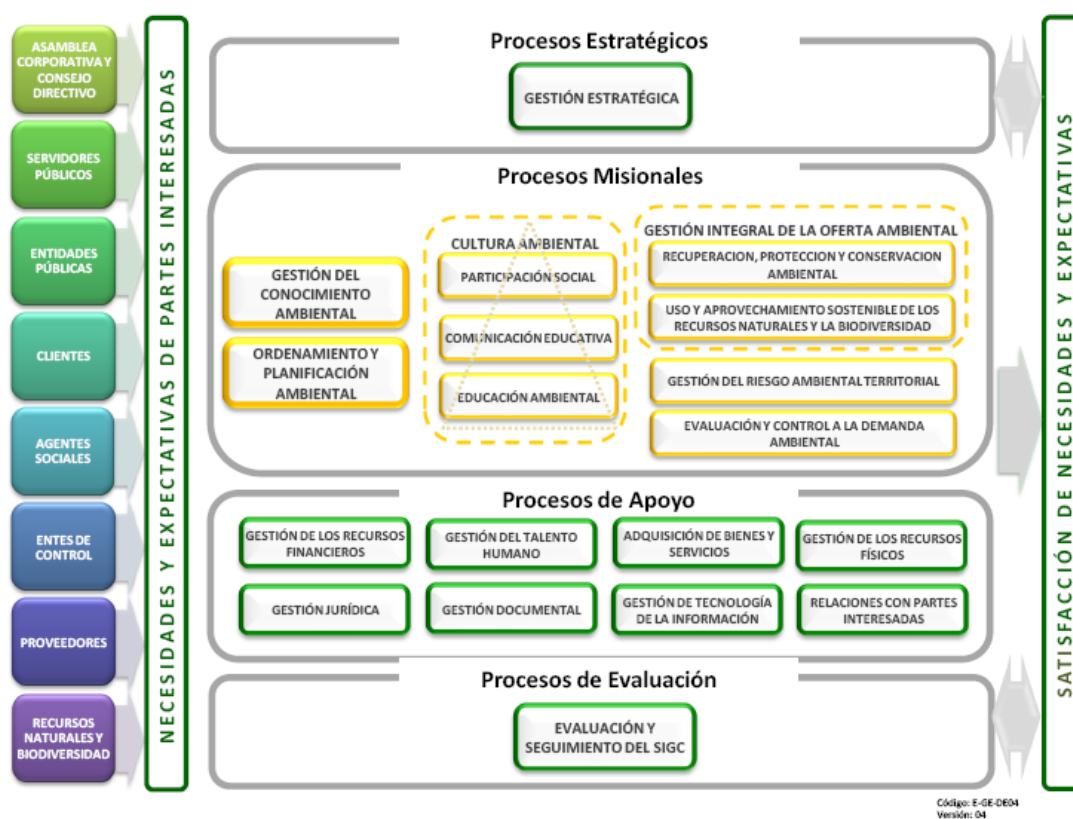 ASAMBLEA
CORPORATIVA Y
CONSEJO
DIRECTIVO
SERVIDORES
PÚBLICOS
ENTIDADES
PÚBLICAS
CLIENTES
AGENTES
SOCIALES
ENTES DE
CONTROL
PROVEEDORES
RECURSOS
NATURALES Y
BIODIVERSIDAD
NECESIDADES Y EXPECTATIVAS DE PARTES INTERESADAS
Procesos Estratégicos
GESTIÓN ESTRATÉGICA
Procesos Misionales
GESTIÓN DEL
CONOCIMIENTO
AMBIENTAL
ORDENAMIENTO Y
PLANIFICACIÓN
AMBIENTAL
CULTURA AMBIENTAL
PARTICIPACIÓN SOCIAL
COMUNICACIÓN EDUCATIVA
EDUCACIÓN AMBIENTAL
GESTIÓN INTEGRAL DE LA OFERTA AMBIENTAL
RECUPERACION, PROTECCION Y CONSERVACION
AMBIENTAL
USO Y APROVECHAMIENTO SOSTENIBLE DE LOS
RECURSOS NATURALES Y LA BIODIVERSIDAD
GESTIÓN DEL RIESGO AMBIENTAL TERRITORIAL
EVALUACIÓN Y CONTROL A LA DEMANDA
AMBIENTAL
Procesos de Apoyo
GESTIÓN DE LOS RECURSOS
FINANCIEROS
GESTIÓN DEL TALENTO
HUMANO
ADQUISICIÓN DE BIENES Y
SERVICIOS
GESTIÓN DE LOS RECURSOS
FÍSICOS
GESTIÓN JURÍDICA
GESTIÓN DOCUMENTAL
GESTIÓN DE TECNOLOGÍA
DE LA INFORMACIÓN
RELACIONES CON PARTES
INTERESADAS
Procesos de Evaluación
EVALUACIÓN Y
SEGUIMIENTO DEL SIGC
SATISFACCIÓN DE NECESIDADES Y EXPECTATIVAS
Código: E-GE-DE04
Versión: 04